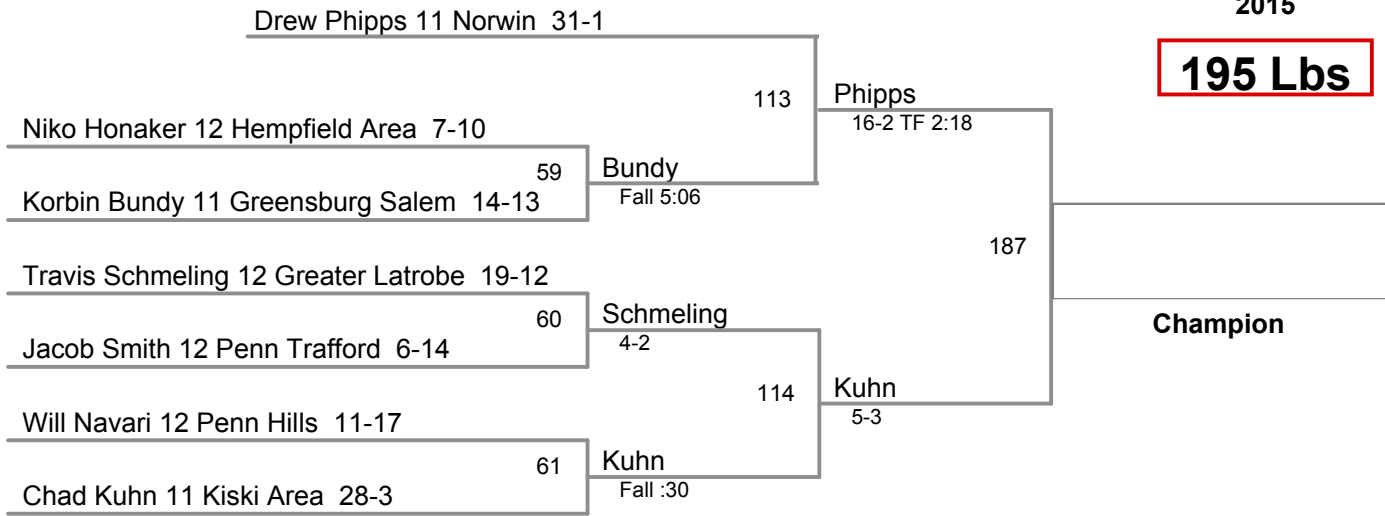 2015
195 Lbs
Drew Phipps 11 Norwin 31-1
113
Phipps
16-2 TF 2:18
Niko Honaker 12 Hempfield Area 7-10
59
Bundy
Fall 5:06
Korbin Bundy 11 Greensburg Salem 14-13
187
Travis Schmeling 12 Greater Latrobe 19-12
60
Schmeling
4-2
Champion
Jacob Smith 12 Penn Trafford 6-14
114
Kuhn
5-3
Will Navari 12 Penn Hills 11-17
61
Kuhn
Fall :30
Chad Kuhn 11 Kiski Area 28-3